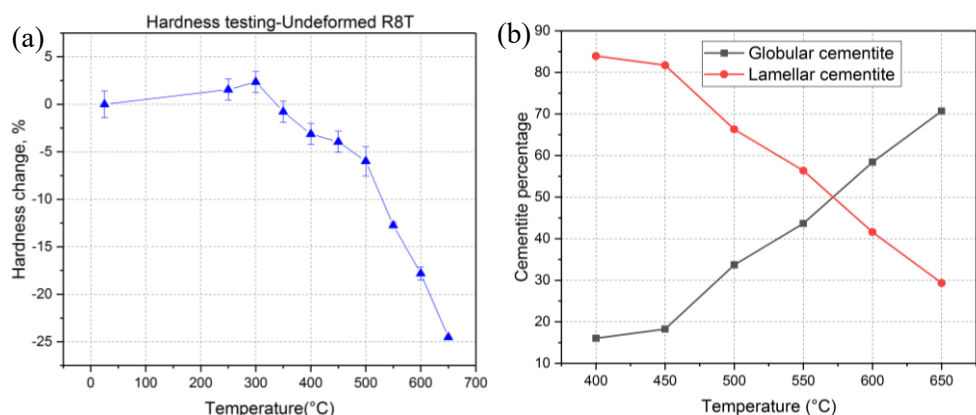 (a)
Hardness testing-Undeformed R8T
5
0
-5
-10
-15
-20
-25
Hardness change, %
0 100 200 300 400 500 600 700
Temperature(°C)
(b)
Globular cementite
Lamellar cementite
90
80
70
60
50
40
30
20
10
Cementite percentage
400 450 500 550 600 650
Temperature (°C)